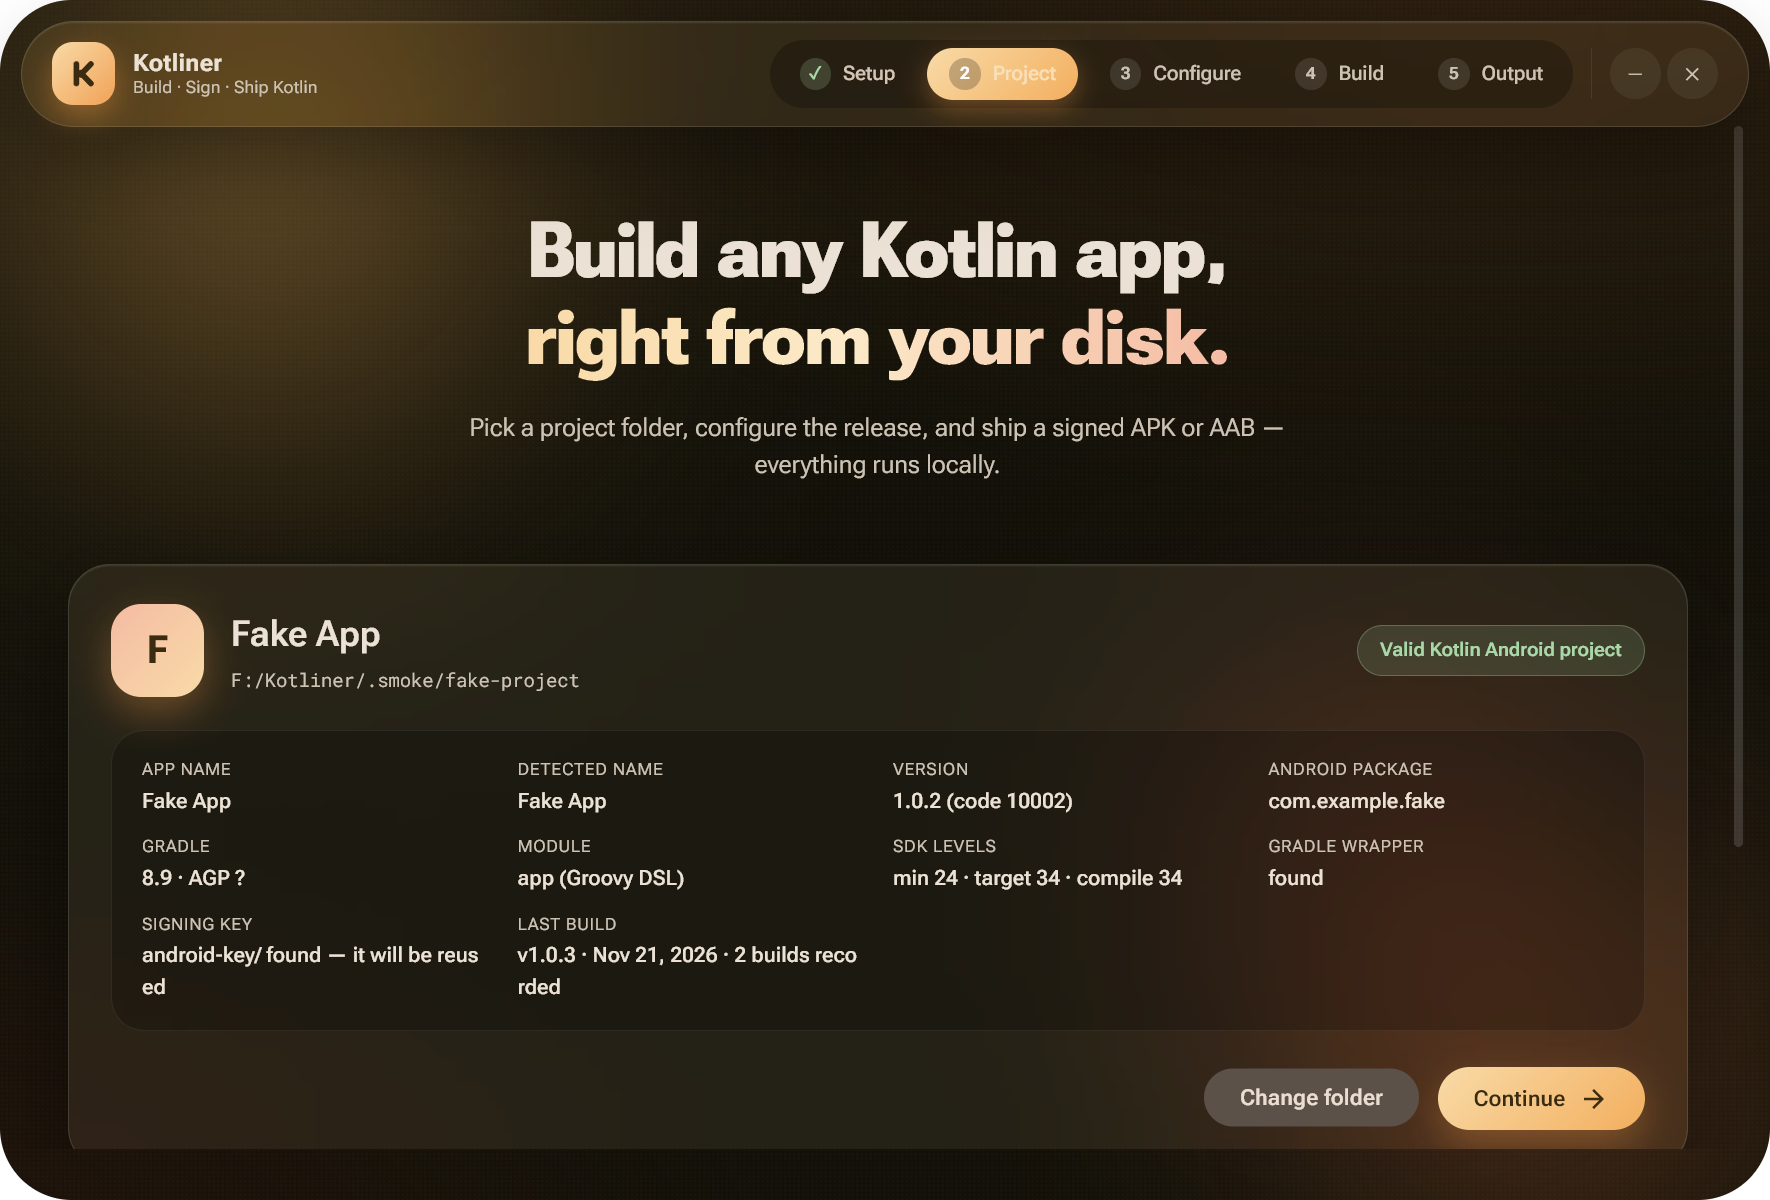 K
Kotliner
Build · Sign · Ship Kotlin
✓ Setup
2 Project
3 Configure
4 Build
5 Output
Build any Kotlin app,
right from your disk.
Pick a project folder, configure the release, and ship a signed APK or AAB —
everything runs locally.
F
Fake App
F:/Kotliner/.smoke/fake-project
Valid Kotlin Android project
APP NAME
Fake App
DETECTED NAME
Fake App
VERSION
1.0.2 (code 10002)
ANDROID PACKAGE
com.example.fake
GRADLE
8.9 · AGP ?
MODULE
app (Groovy DSL)
SDK LEVELS
min 24 · target 34 · compile 34
GRADLE WRAPPER
found
SIGNING KEY
android-key/ found — it will be reus
ed
LAST BUILD
v1.0.3 · Nov 21, 2026 · 2 builds reco
rded
Change folder
Continue →